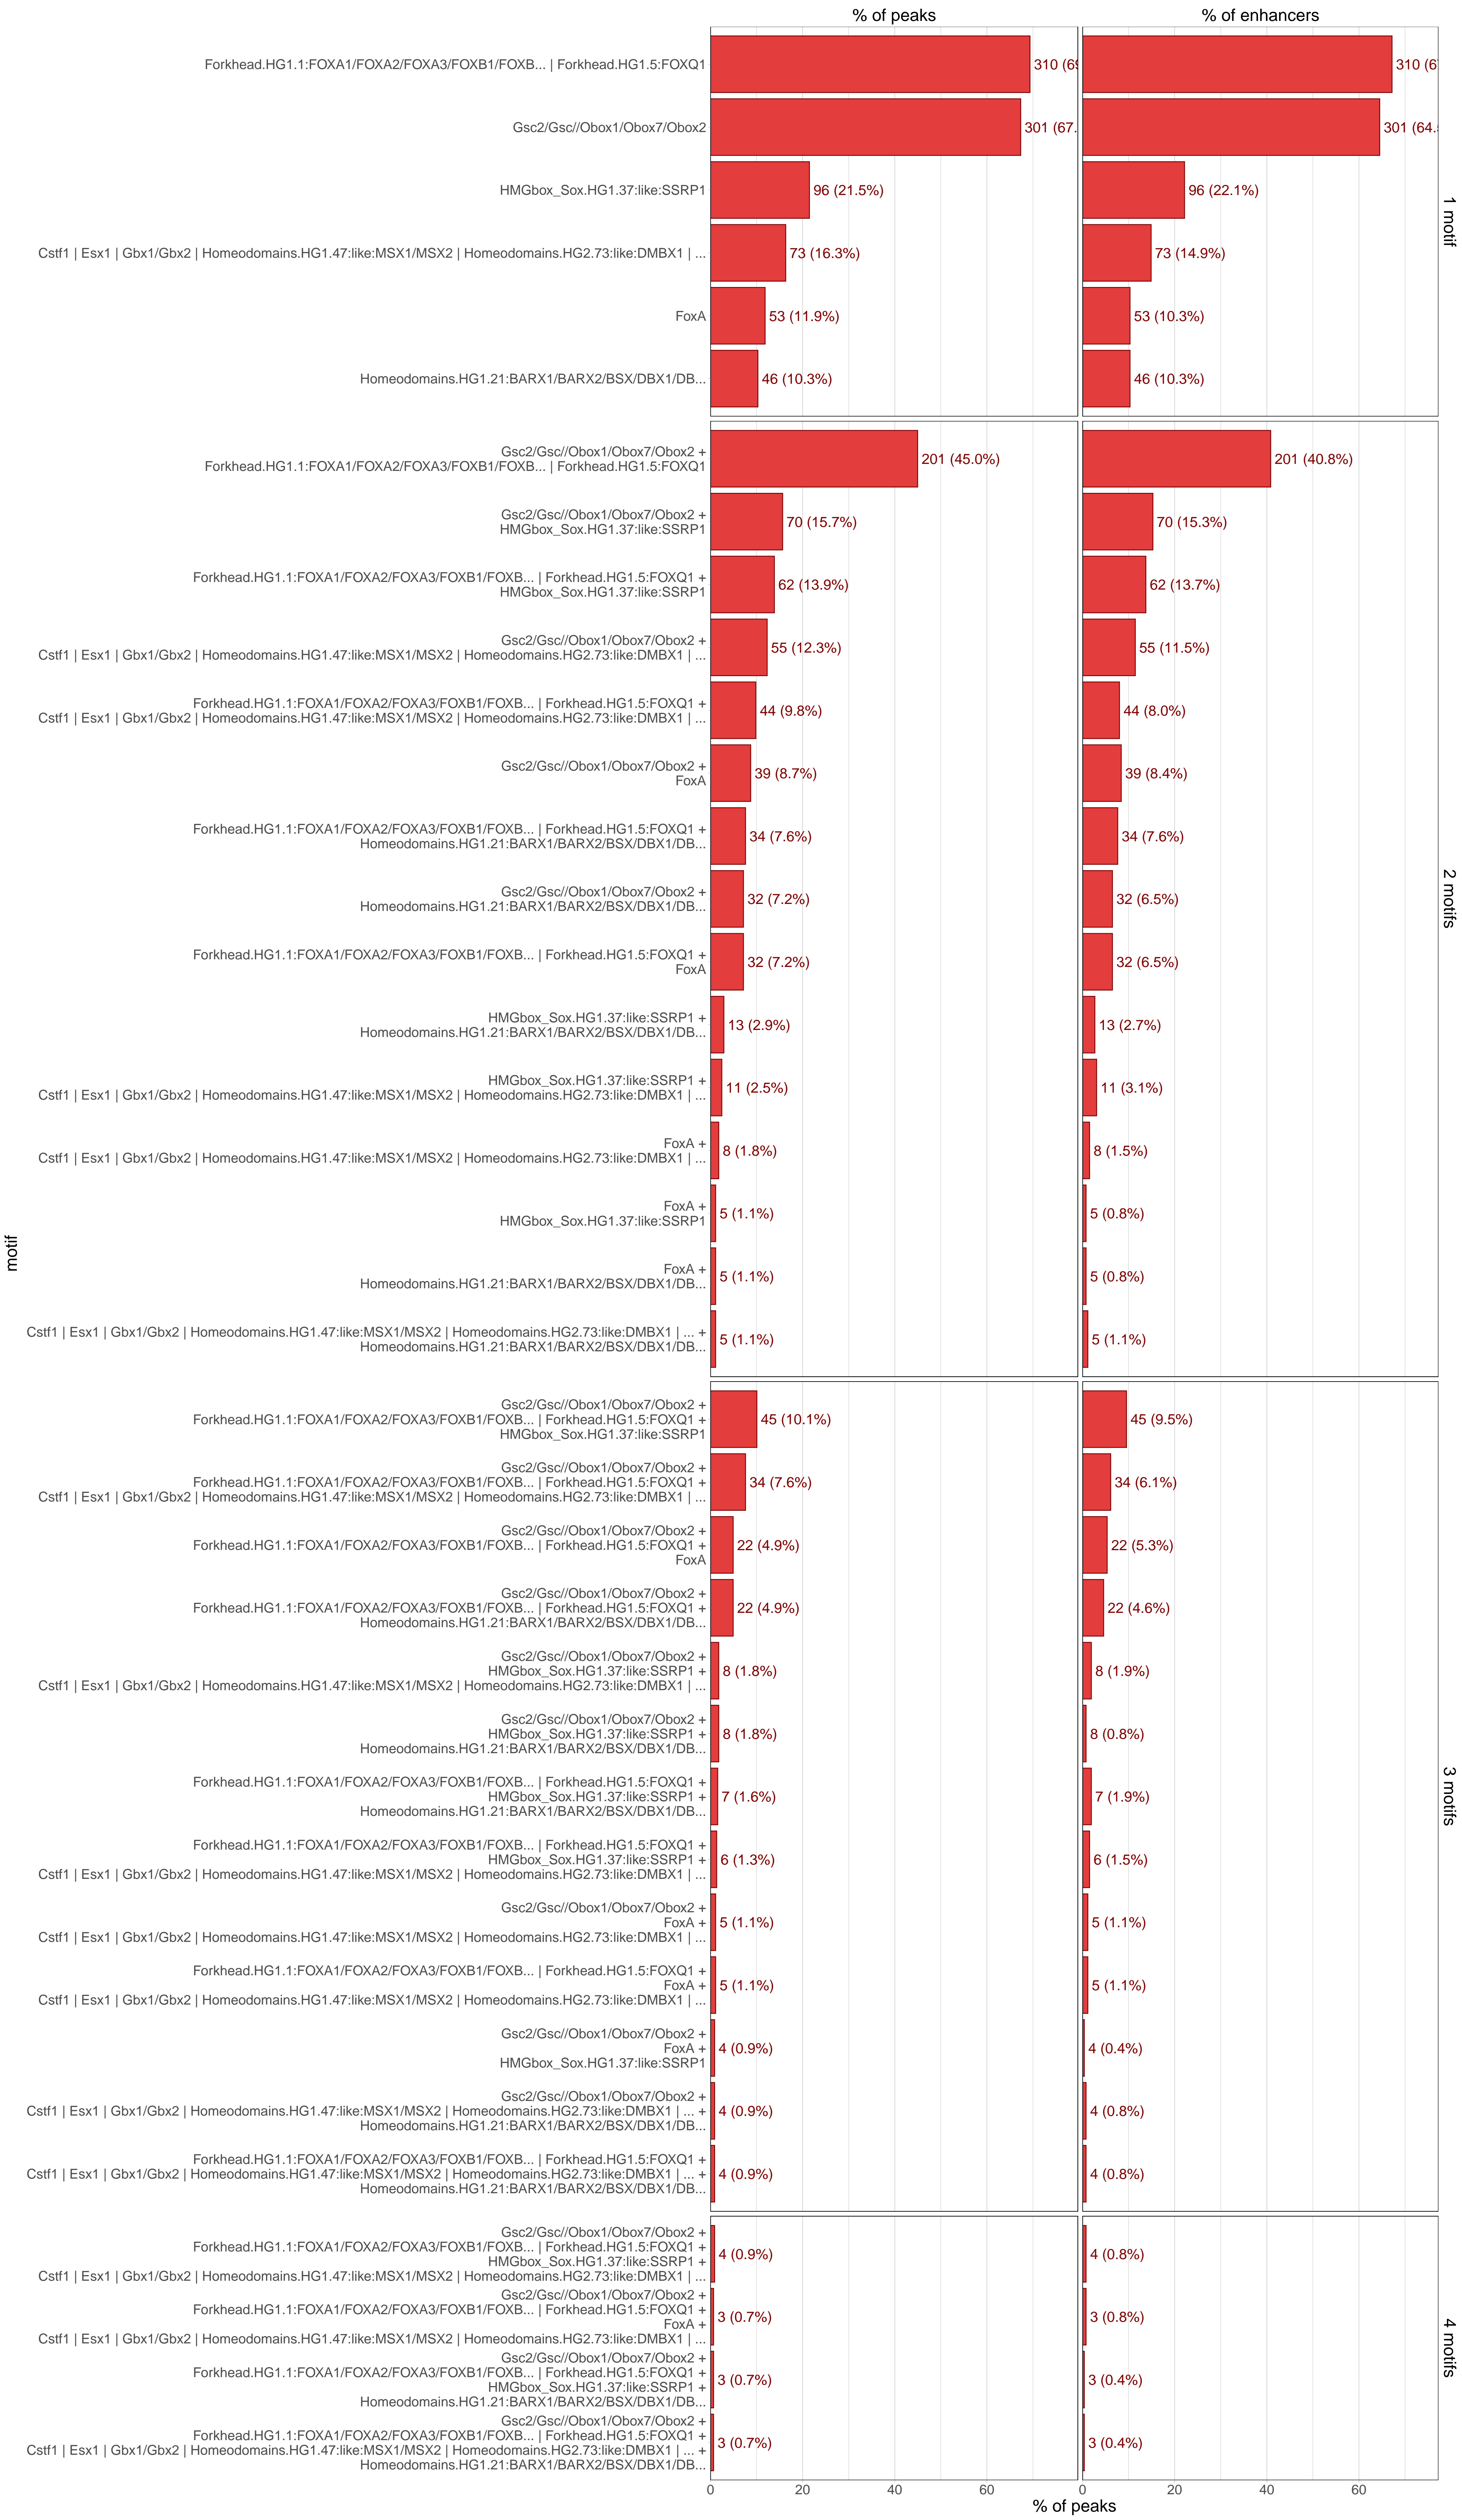 % of peaks
% of enhancers
Forkhead.HG1.1:FOXA1/FOXA2/FOXA3/FOXB1/FOXB... | Forkhead.HG1.5:FOXQ1
310 (69
310 (6
Gsc2/Gsc//Obox1/Obox7/Obox2
301 (67.
301 (64.
HMGbox_Sox.HG1.37:like:SSRP1
96 (21.5%)
96 (22.1%)
Cstf1 | Esx1 | Gbx1/Gbx2 | Homeodomains.HG1.47:like:MSX1/MSX2 | Homeodomains.HG2.73:like:DMBX1 | ...
73 (16.3%)
73 (14.9%)
FoxA
53 (11.9%)
53 (10.3%)
Homeodomains.HG1.21:BARX1/BARX2/BSX/DBX1/DB...
46 (10.3%)
46 (10.3%)
1 motif
Gsc2/Gsc//Obox1/Obox7/Obox2 +
Forkhead.HG1.1:FOXA1/FOXA2/FOXA3/FOXB1/FOXB... | Forkhead.HG1.5:FOXQ1
201 (45.0%)
201 (40.8%)
Gsc2/Gsc//Obox1/Obox7/Obox2 +
HMGbox_Sox.HG1.37:like:SSRP1
70 (15.7%)
70 (15.3%)
Forkhead.HG1.1:FOXA1/FOXA2/FOXA3/FOXB1/FOXB... | Forkhead.HG1.5:FOXQ1 +
HMGbox_Sox.HG1.37:like:SSRP1
62 (13.9%)
62 (13.7%)
Gsc2/Gsc//Obox1/Obox7/Obox2 +
Cstf1 | Esx1 | Gbx1/Gbx2 | Homeodomains.HG1.47:like:MSX1/MSX2 | Homeodomains.HG2.73:like:DMBX1 | ...
55 (12.3%)
55 (11.5%)
Forkhead.HG1.1:FOXA1/FOXA2/FOXA3/FOXB1/FOXB... | Forkhead.HG1.5:FOXQ1 +
Cstf1 | Esx1 | Gbx1/Gbx2 | Homeodomains.HG1.47:like:MSX1/MSX2 | Homeodomains.HG2.73:like:DMBX1 | ...
44 (9.8%)
44 (8.0%)
Gsc2/Gsc//Obox1/Obox7/Obox2 +
FoxA
39 (8.7%)
39 (8.4%)
Forkhead.HG1.1:FOXA1/FOXA2/FOXA3/FOXB1/FOXB... | Forkhead.HG1.5:FOXQ1 +
Homeodomains.HG1.21:BARX1/BARX2/BSX/DBX1/DB...
34 (7.6%)
34 (7.6%)
Gsc2/Gsc//Obox1/Obox7/Obox2 +
Homeodomains.HG1.21:BARX1/BARX2/BSX/DBX1/DB...
32 (7.2%)
32 (6.5%)
Forkhead.HG1.1:FOXA1/FOXA2/FOXA3/FOXB1/FOXB... | Forkhead.HG1.5:FOXQ1 +
FoxA
32 (7.2%)
32 (6.5%)
HMGbox_Sox.HG1.37:like:SSRP1 +
Homeodomains.HG1.21:BARX1/BARX2/BSX/DBX1/DB...
13 (2.9%)
13 (2.7%)
HMGbox_Sox.HG1.37:like:SSRP1 +
Cstf1 | Esx1 | Gbx1/Gbx2 | Homeodomains.HG1.47:like:MSX1/MSX2 | Homeodomains.HG2.73:like:DMBX1 | ...
11 (2.5%)
11 (3.1%)
FoxA +
Cstf1 | Esx1 | Gbx1/Gbx2 | Homeodomains.HG1.47:like:MSX1/MSX2 | Homeodomains.HG2.73:like:DMBX1 | ...
8 (1.8%)
8 (1.5%)
FoxA +
HMGbox_Sox.HG1.37:like:SSRP1
5 (1.1%)
5 (0.8%)
FoxA +
Homeodomains.HG1.21:BARX1/BARX2/BSX/DBX1/DB...
5 (1.1%)
5 (0.8%)
Cstf1 | Esx1 | Gbx1/Gbx2 | Homeodomains.HG1.47:like:MSX1/MSX2 | Homeodomains.HG2.73:like:DMBX1 | ... +
Homeodomains.HG1.21:BARX1/BARX2/BSX/DBX1/DB...
5 (1.1%)
5 (1.1%)
2 motifs
motif
Gsc2/Gsc//Obox1/Obox7/Obox2 +
Forkhead.HG1.1:FOXA1/FOXA2/FOXA3/FOXB1/FOXB... | Forkhead.HG1.5:FOXQ1 +
HMGbox_Sox.HG1.37:like:SSRP1
45 (10.1%)
45 (9.5%)
Gsc2/Gsc//Obox1/Obox7/Obox2 +
Forkhead.HG1.1:FOXA1/FOXA2/FOXA3/FOXB1/FOXB... | Forkhead.HG1.5:FOXQ1 +
Cstf1 | Esx1 | Gbx1/Gbx2 | Homeodomains.HG1.47:like:MSX1/MSX2 | Homeodomains.HG2.73:like:DMBX1 | ...
34 (7.6%)
34 (6.1%)
Gsc2/Gsc//Obox1/Obox7/Obox2 +
Forkhead.HG1.1:FOXA1/FOXA2/FOXA3/FOXB1/FOXB... | Forkhead.HG1.5:FOXQ1 +
FoxA
22 (4.9%)
22 (5.3%)
Gsc2/Gsc//Obox1/Obox7/Obox2 +
Forkhead.HG1.1:FOXA1/FOXA2/FOXA3/FOXB1/FOXB... | Forkhead.HG1.5:FOXQ1 +
Homeodomains.HG1.21:BARX1/BARX2/BSX/DBX1/DB...
22 (4.9%)
22 (4.6%)
Gsc2/Gsc//Obox1/Obox7/Obox2 +
HMGbox_Sox.HG1.37:like:SSRP1 +
Cstf1 | Esx1 | Gbx1/Gbx2 | Homeodomains.HG1.47:like:MSX1/MSX2 | Homeodomains.HG2.73:like:DMBX1 | ...
8 (1.8%)
8 (1.9%)
Gsc2/Gsc//Obox1/Obox7/Obox2 +
HMGbox_Sox.HG1.37:like:SSRP1 +
Homeodomains.HG1.21:BARX1/BARX2/BSX/DBX1/DB...
8 (1.8%)
8 (0.8%)
Forkhead.HG1.1:FOXA1/FOXA2/FOXA3/FOXB1/FOXB... | Forkhead.HG1.5:FOXQ1 +
HMGbox_Sox.HG1.37:like:SSRP1 +
Homeodomains.HG1.21:BARX1/BARX2/BSX/DBX1/DB...
7 (1.6%)
7 (1.9%)
Forkhead.HG1.1:FOXA1/FOXA2/FOXA3/FOXB1/FOXB... | Forkhead.HG1.5:FOXQ1 +
HMGbox_Sox.HG1.37:like:SSRP1 +
Cstf1 | Esx1 | Gbx1/Gbx2 | Homeodomains.HG1.47:like:MSX1/MSX2 | Homeodomains.HG2.73:like:DMBX1 | ...
6 (1.3%)
6 (1.5%)
Gsc2/Gsc//Obox1/Obox7/Obox2 +
FoxA +
Cstf1 | Esx1 | Gbx1/Gbx2 | Homeodomains.HG1.47:like:MSX1/MSX2 | Homeodomains.HG2.73:like:DMBX1 | ...
5 (1.1%)
5 (1.1%)
Forkhead.HG1.1:FOXA1/FOXA2/FOXA3/FOXB1/FOXB... | Forkhead.HG1.5:FOXQ1 +
FoxA +
Cstf1 | Esx1 | Gbx1/Gbx2 | Homeodomains.HG1.47:like:MSX1/MSX2 | Homeodomains.HG2.73:like:DMBX1 | ...
5 (1.1%)
5 (1.1%)
Gsc2/Gsc//Obox1/Obox7/Obox2 +
FoxA +
HMGbox_Sox.HG1.37:like:SSRP1
4 (0.9%)
4 (0.4%)
Gsc2/Gsc//Obox1/Obox7/Obox2 +
Cstf1 | Esx1 | Gbx1/Gbx2 | Homeodomains.HG1.47:like:MSX1/MSX2 | Homeodomains.HG2.73:like:DMBX1 | ... +
Homeodomains.HG1.21:BARX1/BARX2/BSX/DBX1/DB...
4 (0.9%)
4 (0.8%)
Forkhead.HG1.1:FOXA1/FOXA2/FOXA3/FOXB1/FOXB... | Forkhead.HG1.5:FOXQ1 +
Cstf1 | Esx1 | Gbx1/Gbx2 | Homeodomains.HG1.47:like:MSX1/MSX2 | Homeodomains.HG2.73:like:DMBX1 | ... +
Homeodomains.HG1.21:BARX1/BARX2/BSX/DBX1/DB...
4 (0.9%)
4 (0.8%)
3 motifs
Gsc2/Gsc//Obox1/Obox7/Obox2 +
Forkhead.HG1.1:FOXA1/FOXA2/FOXA3/FOXB1/FOXB... | Forkhead.HG1.5:FOXQ1 +
HMGbox_Sox.HG1.37:like:SSRP1 +
Cstf1 | Esx1 | Gbx1/Gbx2 | Homeodomains.HG1.47:like:MSX1/MSX2 | Homeodomains.HG2.73:like:DMBX1 | ...
4 (0.9%)
4 (0.8%)
Gsc2/Gsc//Obox1/Obox7/Obox2 +
Forkhead.HG1.1:FOXA1/FOXA2/FOXA3/FOXB1/FOXB... | Forkhead.HG1.5:FOXQ1 +
FoxA +
Cstf1 | Esx1 | Gbx1/Gbx2 | Homeodomains.HG1.47:like:MSX1/MSX2 | Homeodomains.HG2.73:like:DMBX1 | ...
3 (0.7%)
3 (0.8%)
Gsc2/Gsc//Obox1/Obox7/Obox2 +
Forkhead.HG1.1:FOXA1/FOXA2/FOXA3/FOXB1/FOXB... | Forkhead.HG1.5:FOXQ1 +
HMGbox_Sox.HG1.37:like:SSRP1 +
Homeodomains.HG1.21:BARX1/BARX2/BSX/DBX1/DB...
3 (0.7%)
3 (0.4%)
Gsc2/Gsc//Obox1/Obox7/Obox2 +
Forkhead.HG1.1:FOXA1/FOXA2/FOXA3/FOXB1/FOXB... | Forkhead.HG1.5:FOXQ1 +
Cstf1 | Esx1 | Gbx1/Gbx2 | Homeodomains.HG1.47:like:MSX1/MSX2 | Homeodomains.HG2.73:like:DMBX1 | ... +
Homeodomains.HG1.21:BARX1/BARX2/BSX/DBX1/DB...
3 (0.7%)
3 (0.4%)
4 motifs
0 20 40 60
0 20 40 60
% of peaks